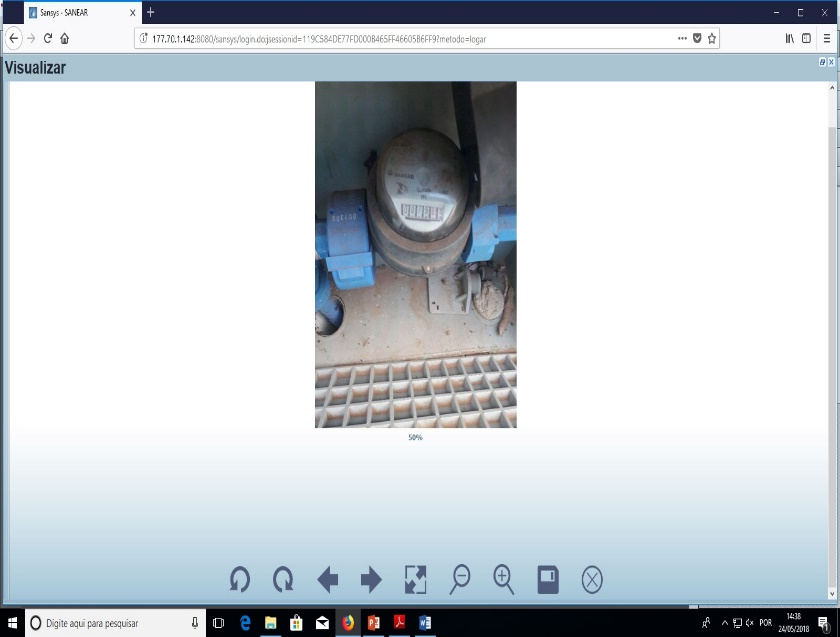 Sansys - SANEAR
177.70.1.142:8080/sansys/login.do;jsessionid=119C584DE77FD000B465FF46605B6FF9?metodo=logar
Visualizar
50%
Digite aqui para pesquisar
POR
14:38
24/05/2018